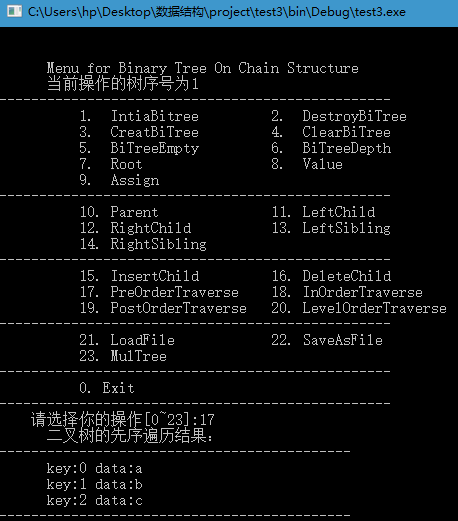 C:\Users\hp\Desktop\数据结构\project\test3\bin\Debug\test3.exe
Menu for Binary Tree On Chain Structure
当前操作的树序号为1
--------------------------------------------------
1. IntiaBitree 2. DestroyBiTree
3. CreatBiTree 4. ClearBiTree
5. BiTreeEmpty 6. BiTreeDepth
7. Root 8. Value
9. Assign
--------------------------------------------------
10. Parent 11. LeftChild
12. RightChild 13. LeftSibling
14. RightSibling
--------------------------------------------------
15. InsertChild 16. DeleteChild
17. PreOrderTraverse 18. InOrderTraverse
19. PostOrderTraverse 20. LevelOrderTraverse
--------------------------------------------------
21. LoadFile 22. SaveAsFile
23. MulTree
--------------------------------------------------
0. Exit
--------------------------------------------------
请选择你的操作[0~23]:17
二叉树的先序遍历结果:
---------------------------------------------
key:0 data:a
key:1 data:b
key:2 data:c
---------------------------------------------